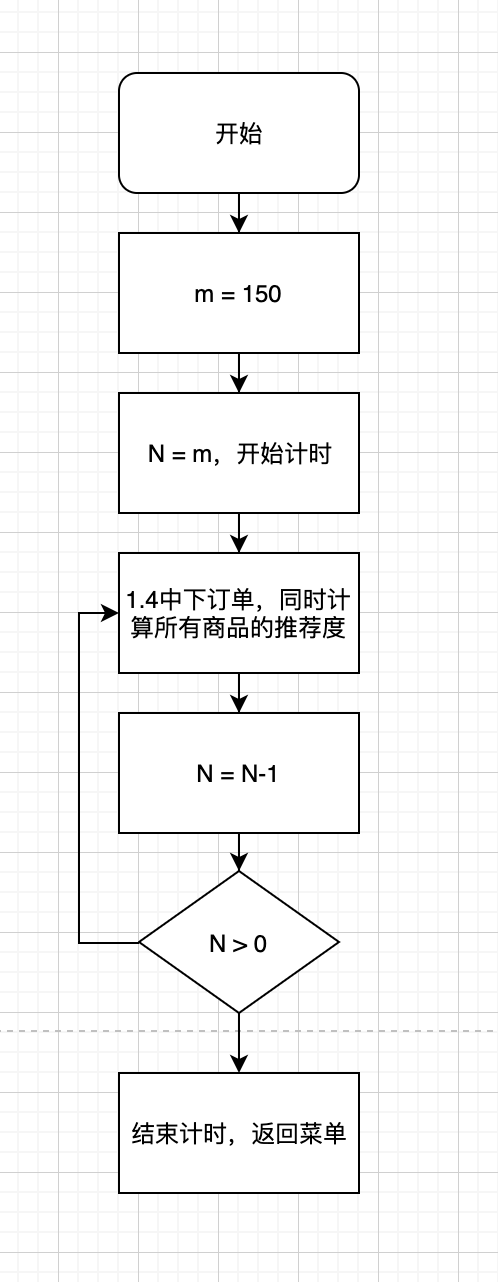 开始
m = 150
N = m，开始计时
1.4中下订单，同时计
算所有商品的推荐度
N = N-1
N > 0
结束计时，返回菜单